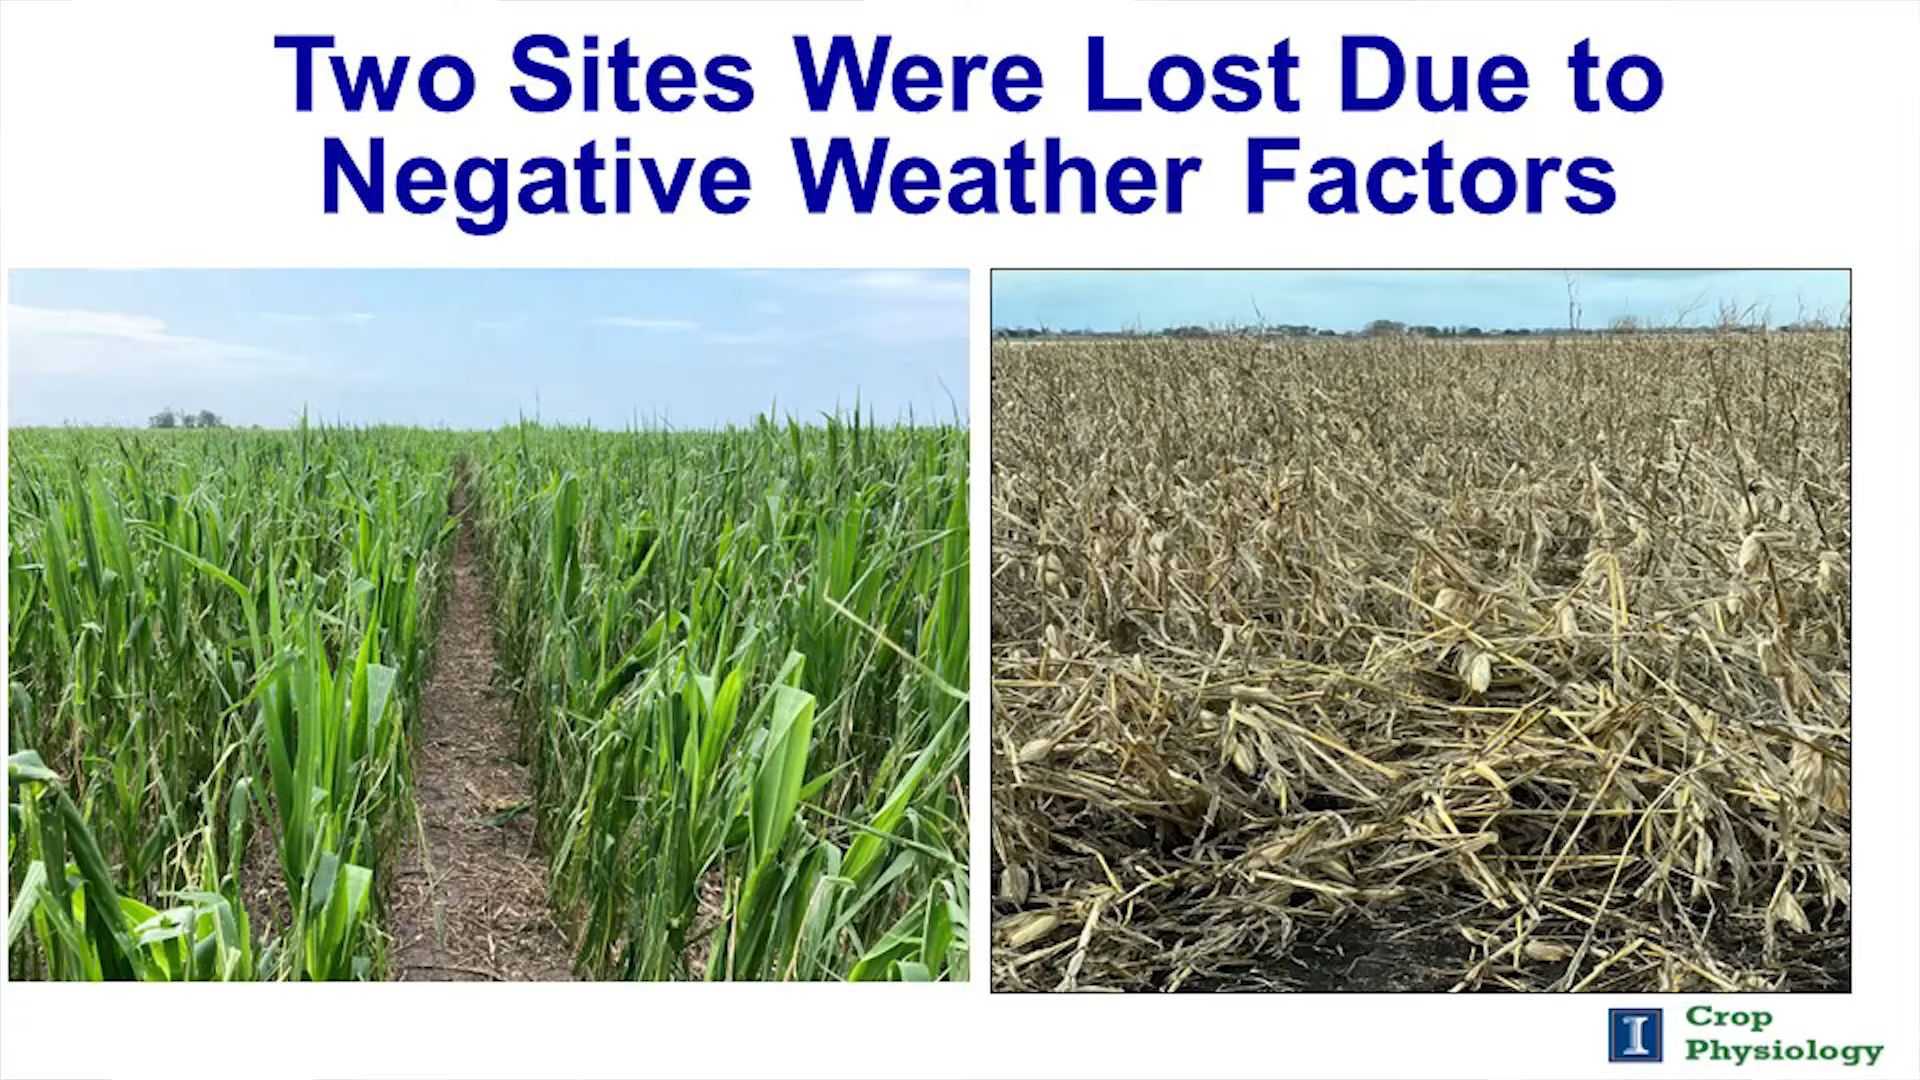 Two Sites Were Lost Due to
Negative Weather Factors
I Crop
Physiology